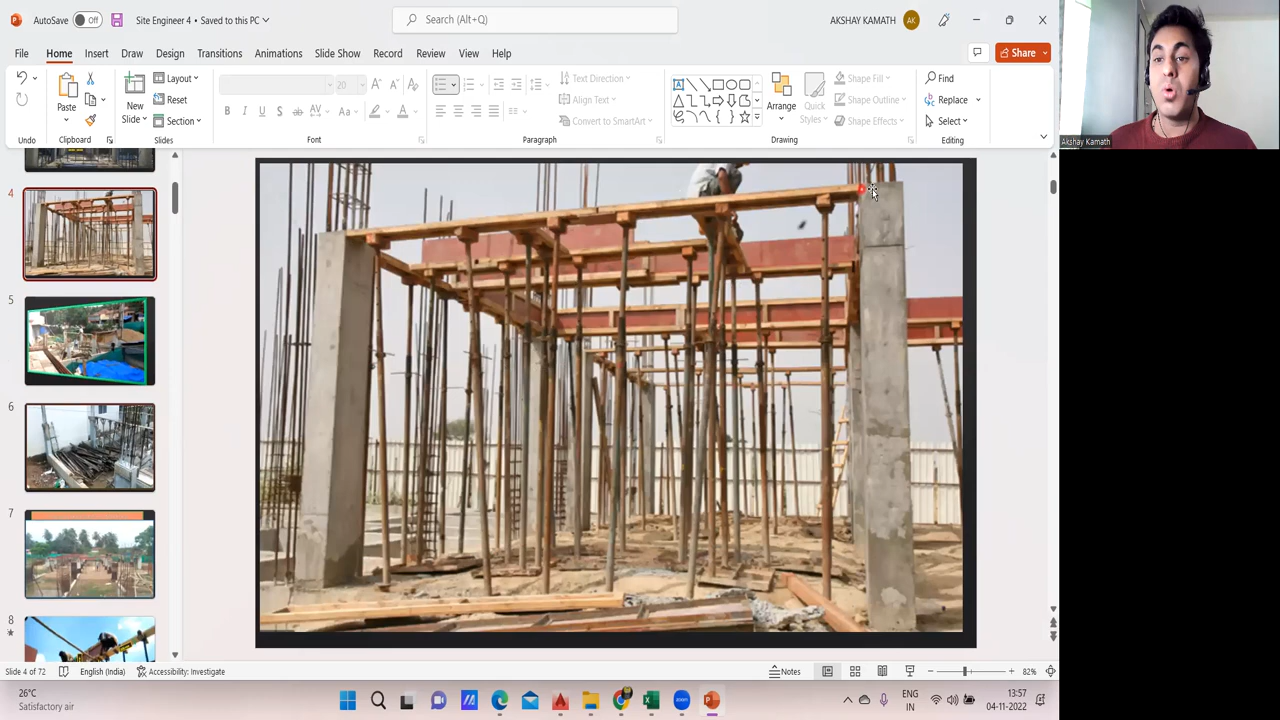 AutoSave Off Site Engineer 4 • Saved to this PC Search (Alt+Q) AKSHAY KAMATH AK
File Home Insert Draw Design Transitions Animations Slide Show Record Review View Help Share
Undo
Paste
Clipboard
New Slide
Layout
Reset
Section
Slides
20
Font
Text Direction
Align Text
Convert to SmartArt
Paragraph
Arrange
Quick Styles
Shape Fill
Shape Outline
Shape Effects
Drawing
Find
Replace
Select
Editing
Akshay Kamath
4
5
6
7
8
Slide 4 of 72 English (India) Accessibility: Investigate Notes 82%
26°C
Satisfactory air
ENG
IN
13:57
04-11-2022